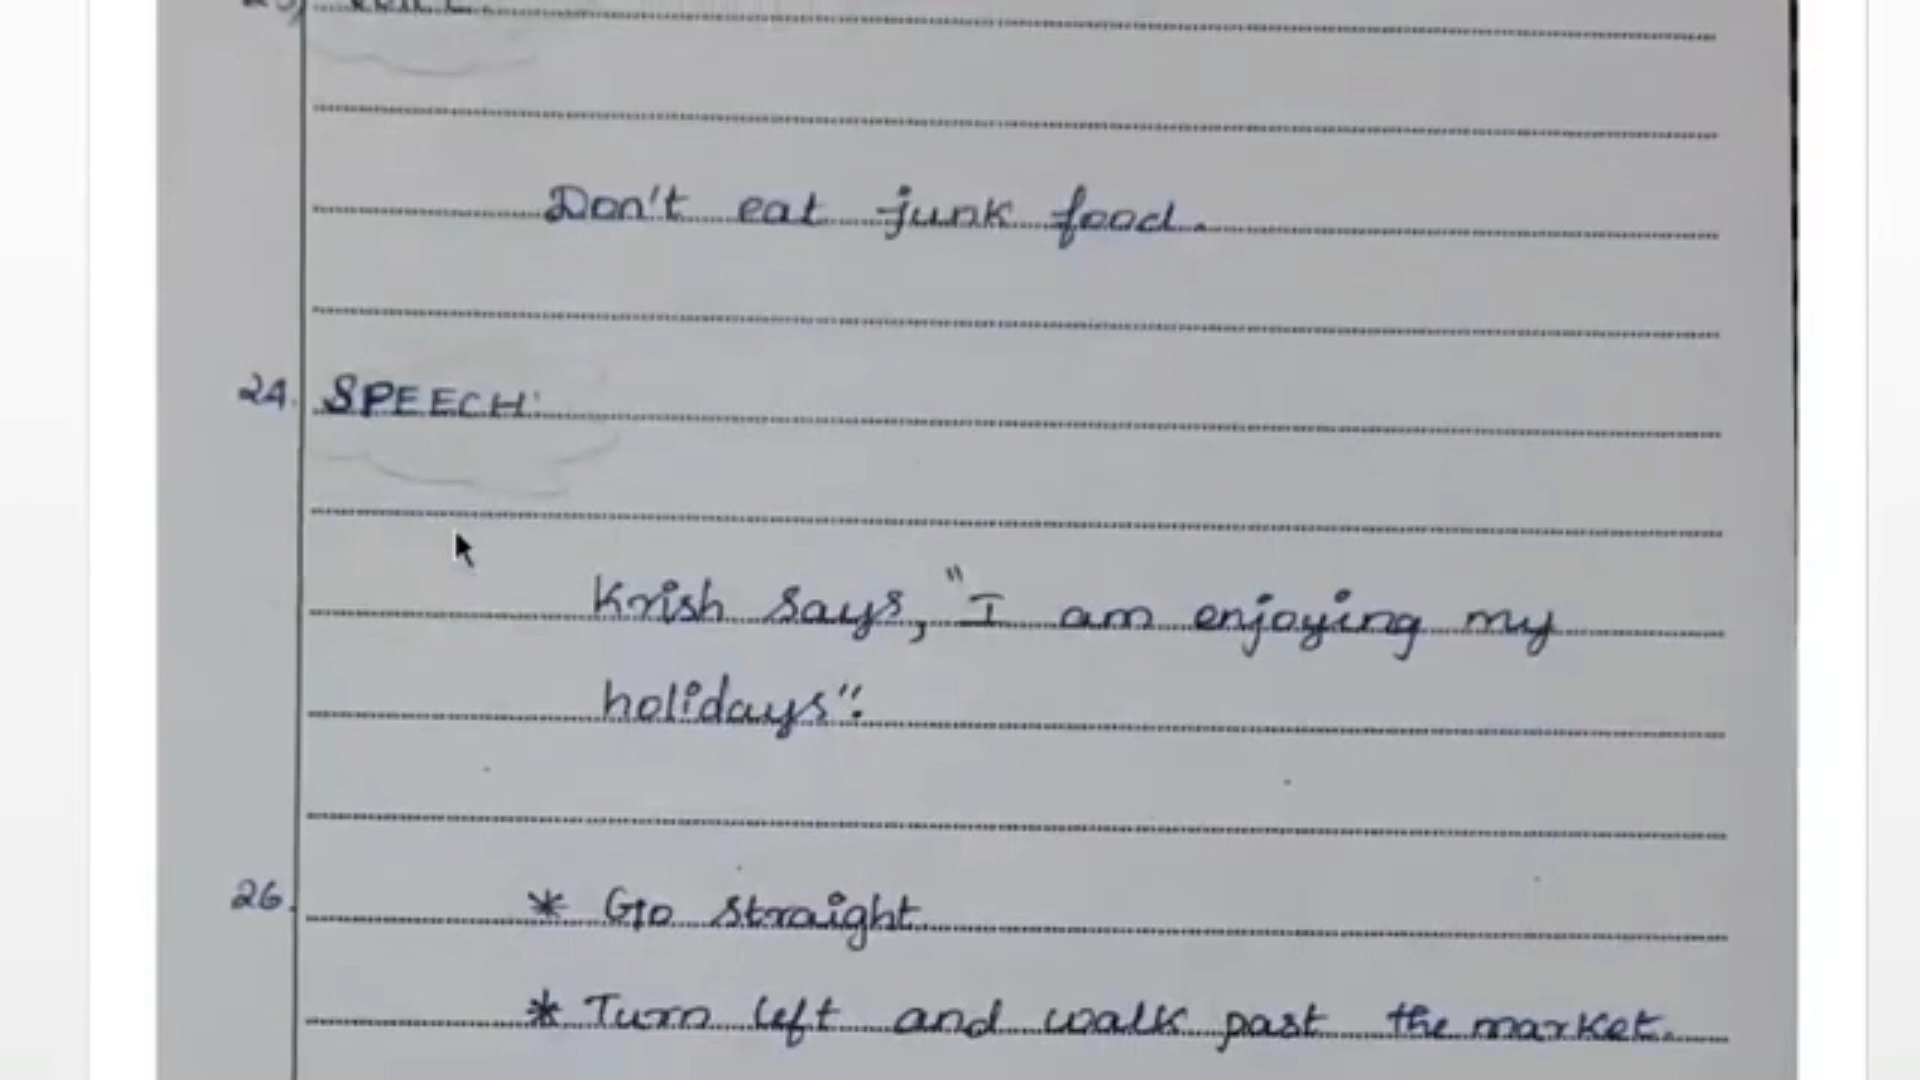 Don't eat junk food.
24. SPEECH:
Krish says, "I am enjoying my
holidays".
26. * Go straight
* Turn left and walk past the market.